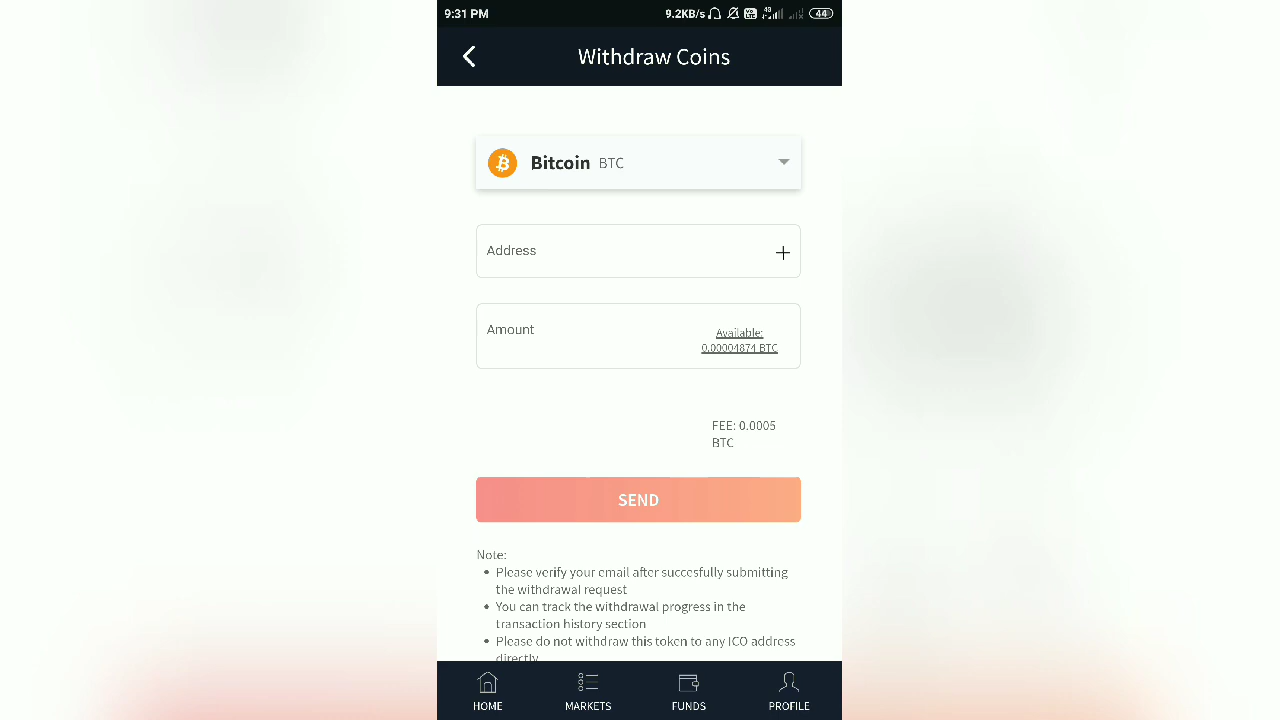 9:31 PM 9.2KB/s 4G 44
Withdraw Coins
Bitcoin BTC
Address
Amount
Available:
0.00004874 BTC
FEE: 0.0005
BTC
SEND
Note:
• Please verify your email after succesfully submitting
the withdrawal request
• You can track the withdrawal progress in the
transaction history section
• Please do not withdraw this token to any ICO address
directly
HOME MARKETS FUNDS PROFILE